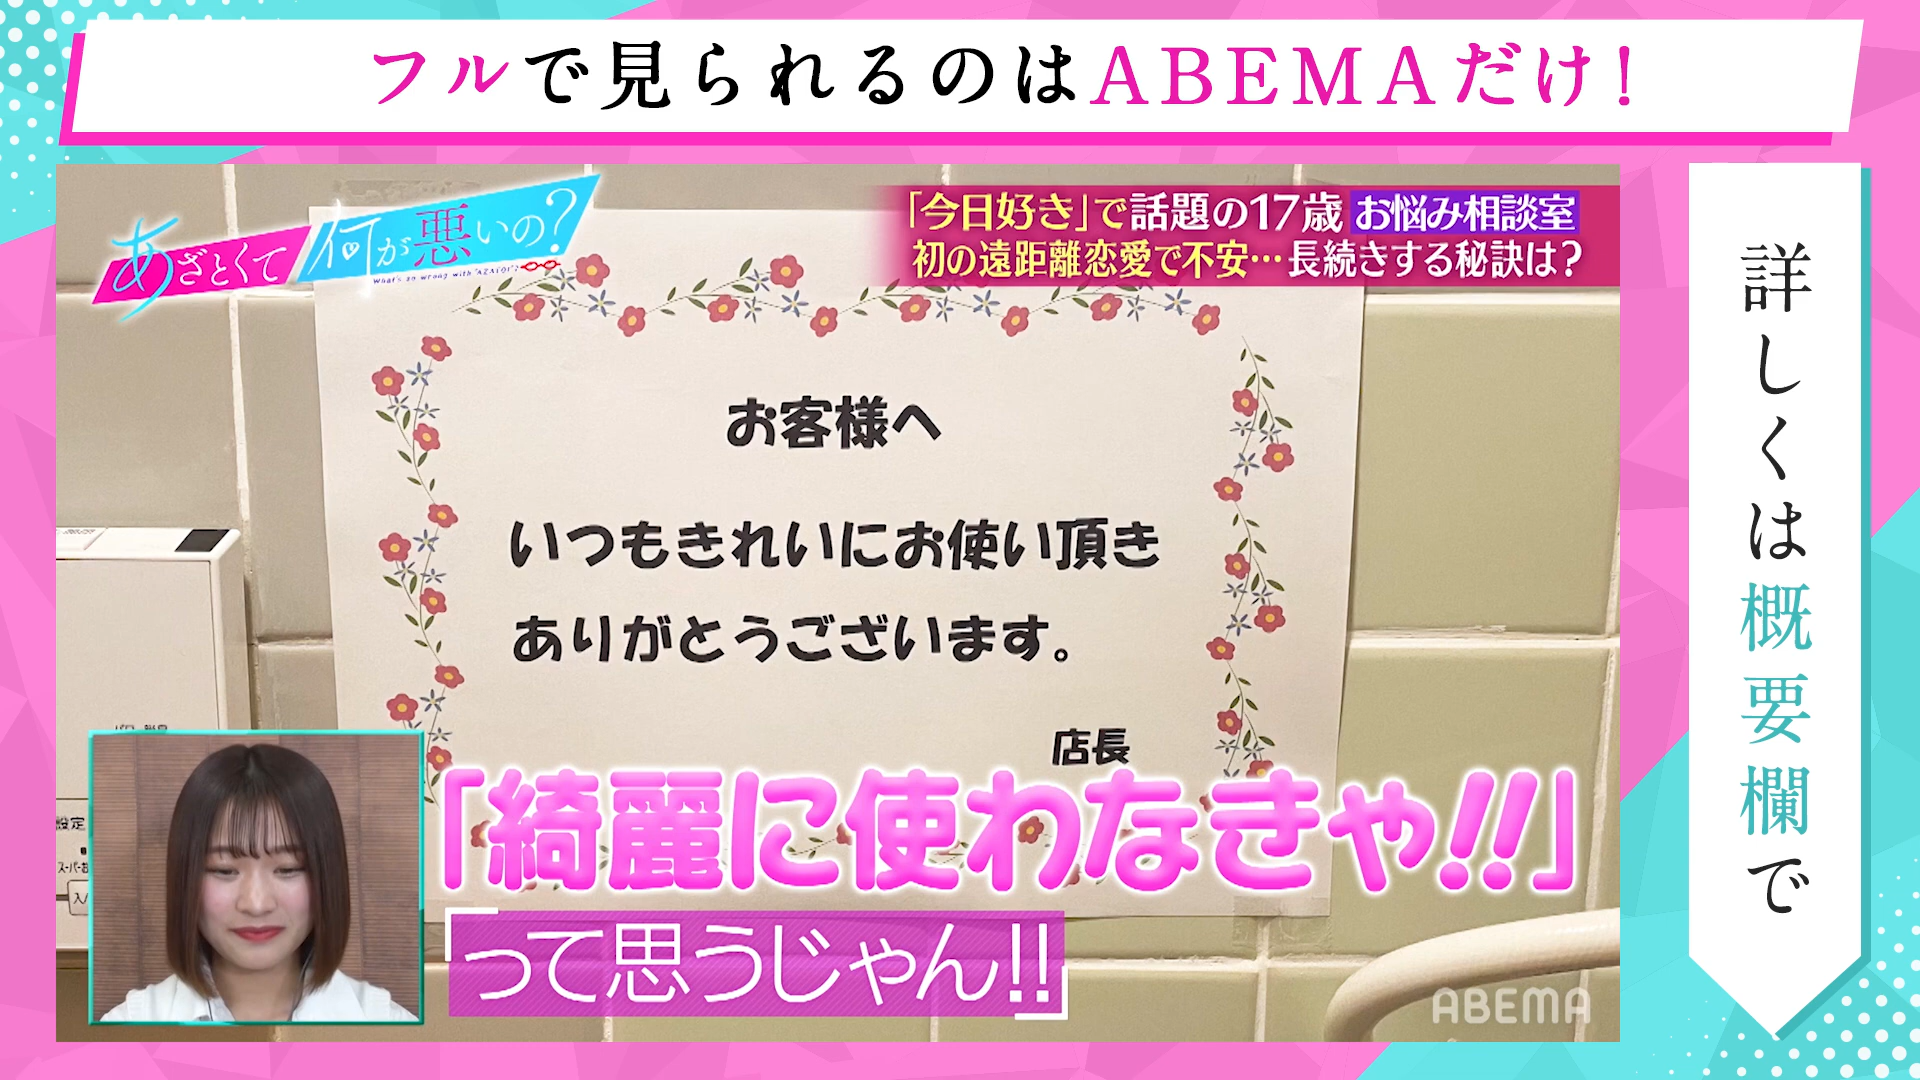 フルで見られるのはABEMAだけ!
あざとくて何が悪いの?
What's so wrong with "AZATOI"?
「今日好き」で話題の17歳 お悩み相談室
初の遠距離恋愛で不安…長続きする秘訣は?
お客様へ
いつもきれいにお使い頂き
ありがとうございます。
店長
設定
「綺麗に使わなきゃ!!」
って思うじゃん!!
ABEMA
詳しくは概要欄で